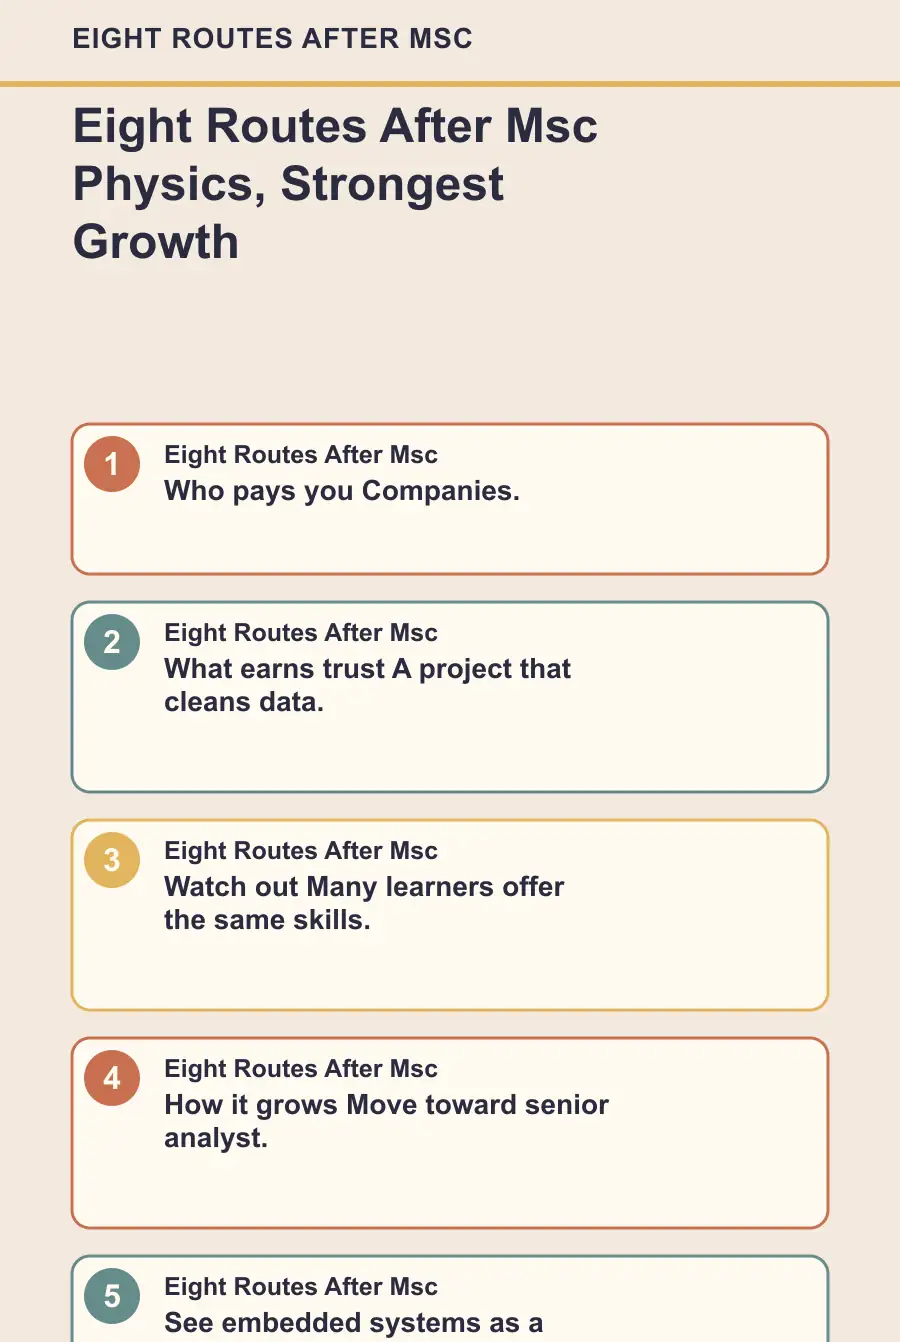 EIGHT ROUTES AFTER MSC
Eight Routes After Msc
Physics, Strongest
Growth
1
Eight Routes After Msc
Who pays you Companies.
2
Eight Routes After Msc
What earns trust A project that
cleans data.
3
Eight Routes After Msc
Watch out Many learners offer
the same skills.
4
Eight Routes After Msc
How it grows Move toward senior
analyst.
5
Eight Routes After Msc
See embedded systems as a